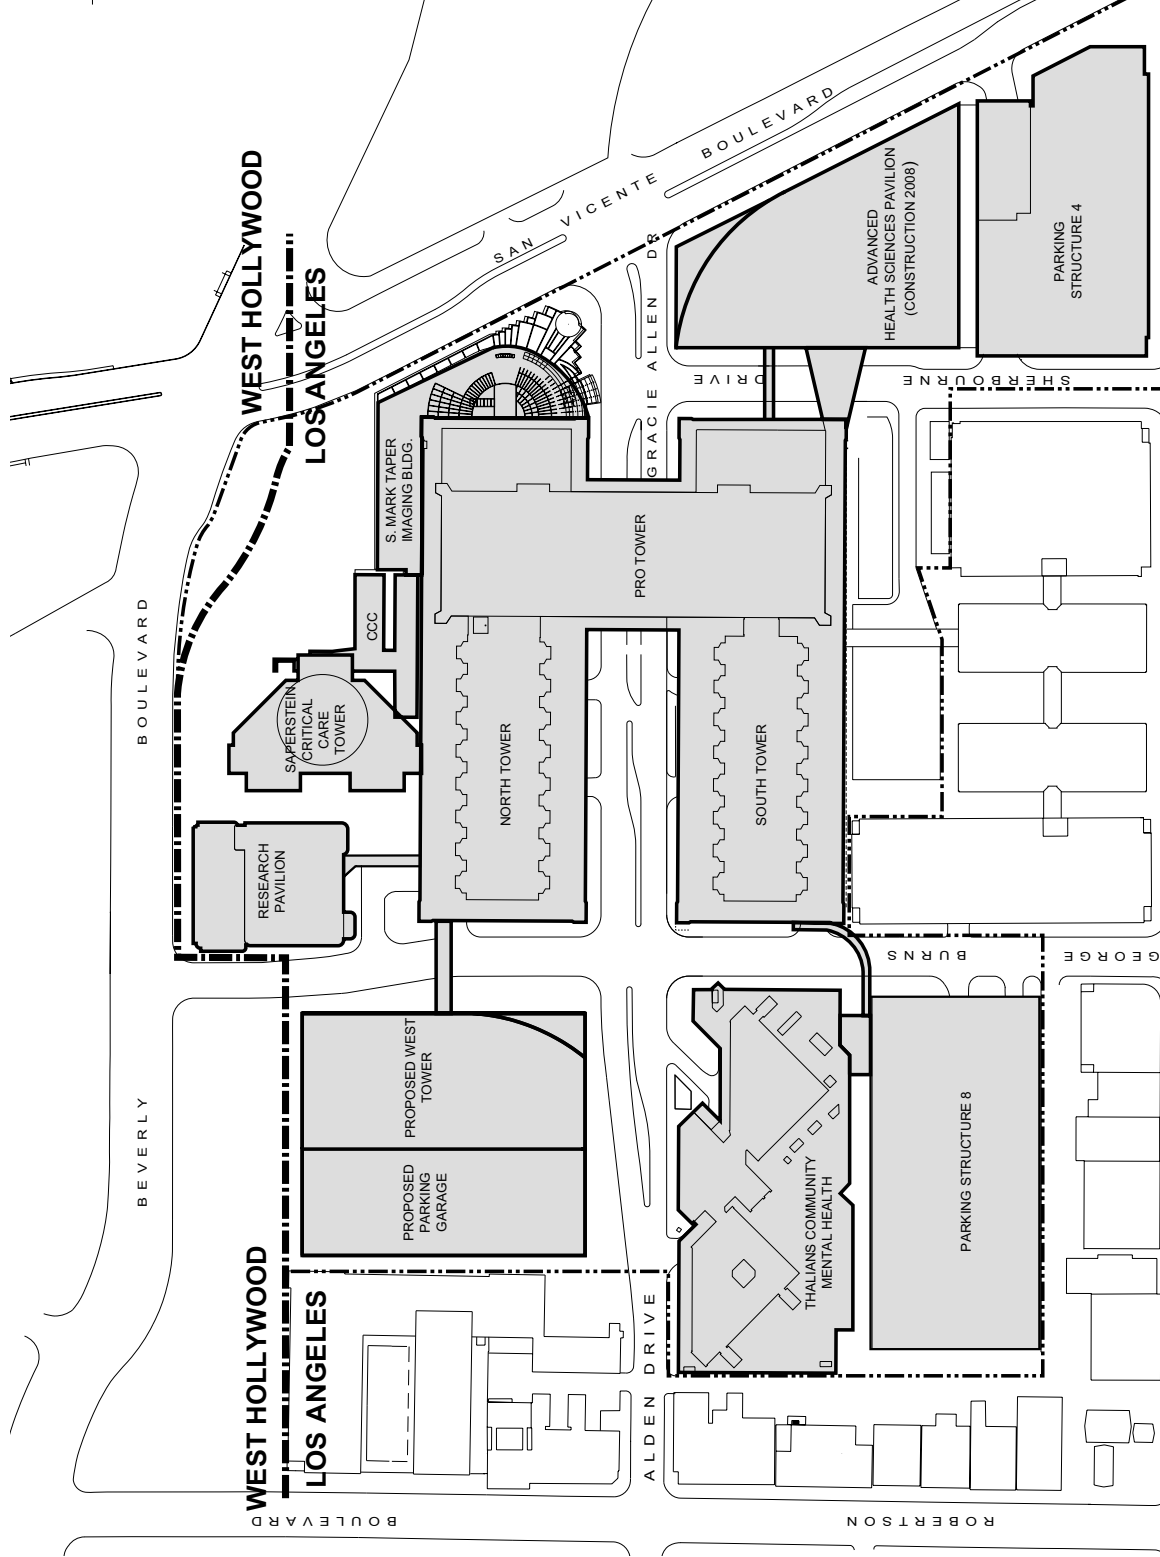 WEST HOLLYWOOD
LOS ANGELES
SAN VICENTE BOULEVARD
ADVANCED
HEALTH SCIENCES PAVILION
(CONSTRUCTION 2008)
PARKING
STRUCTURE 4
GRACIE ALLEN DR
SHERBOURNE DRIVE
S. MARK TAPER
IMAGING BLDG.
PRO TOWER
CCC
SAPERSTEIN
CRITICAL
CARE
TOWER
NORTH TOWER
SOUTH TOWER
RESEARCH
PAVILION
BEVERLY BOULEVARD
GEORGE BURNS
PROPOSED WEST
TOWER
PROPOSED
PARKING
GARAGE
THALIANS COMMUNITY
MENTAL HEALTH
PARKING STRUCTURE 8
WEST HOLLYWOOD
LOS ANGELES
ALDEN DRIVE
ROBERTSON BOULEVARD